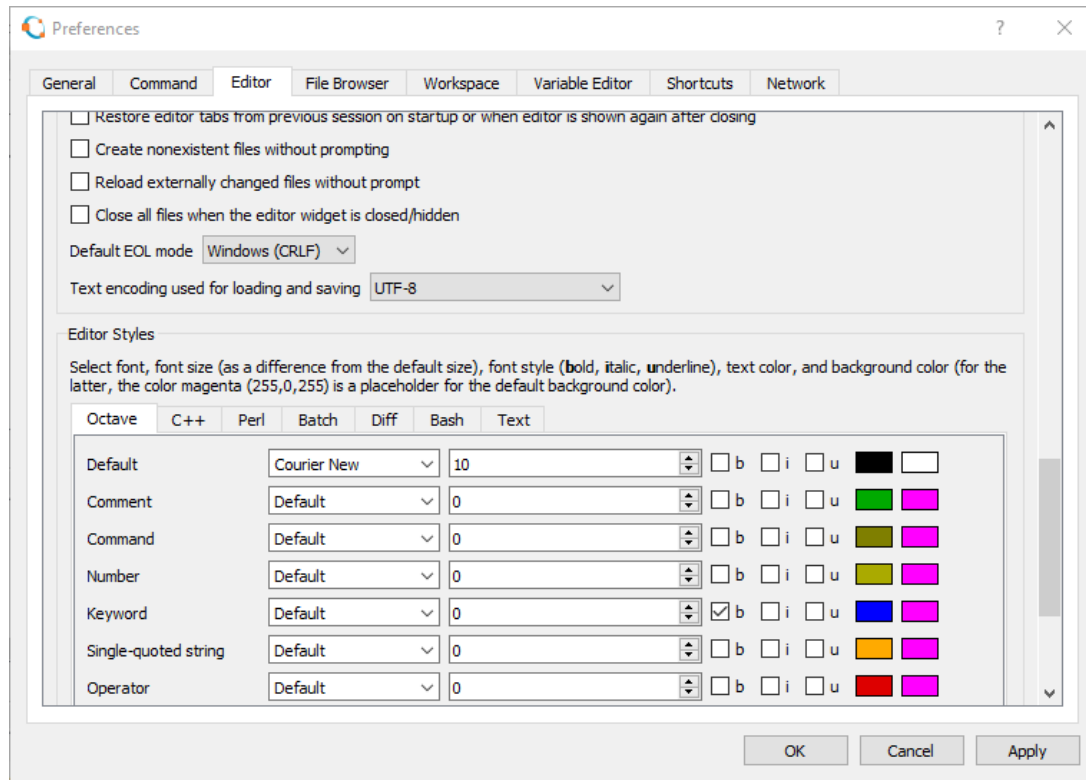 Preferences
General Command Editor File Browser Workspace Variable Editor Shortcuts Network
Restore editor tabs from previous session on startup or when editor is shown again after closing
Create nonexistent files without prompting
Reload externally changed files without prompt
Close all files when the editor widget is closed/hidden
Default EOL mode Windows (CRLF)
Text encoding used for loading and saving UTF-8
Editor Styles
Select font, font size (as a difference from the default size), font style (bold, italic, underline), text color, and background color (for the
latter, the color magenta (255,0,255) is a placeholder for the default background color).
Octave C++ Perl Batch Diff Bash Text
Default Courier New 10 b i u
Comment Default 0 b i u
Command Default 0 b i u
Number Default 0 b i u
Keyword Default 0 b i u
Single-quoted string Default 0 b i u
Operator Default 0 b i u
OK Cancel Apply